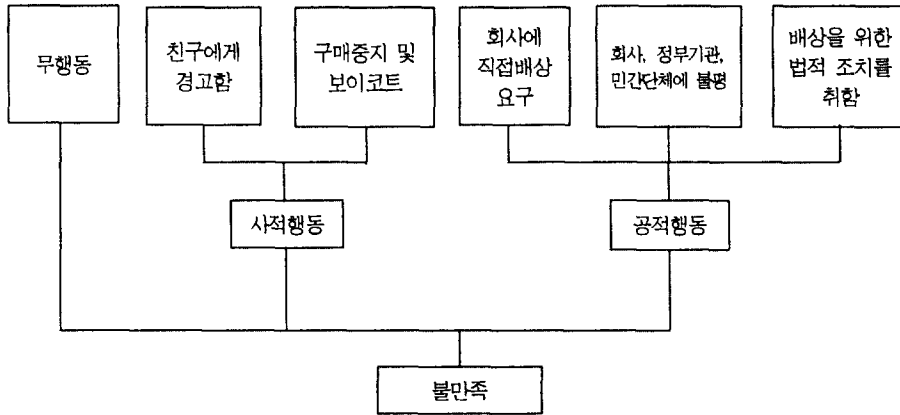 무행동
친구에게
경고함
구매중지 및
보이코트
회사에
직접배상
요구
회사, 정부기관,
민간단체에 불평
배상을 위한
법적 조치를
취함
사적행동
공적행동
불만족